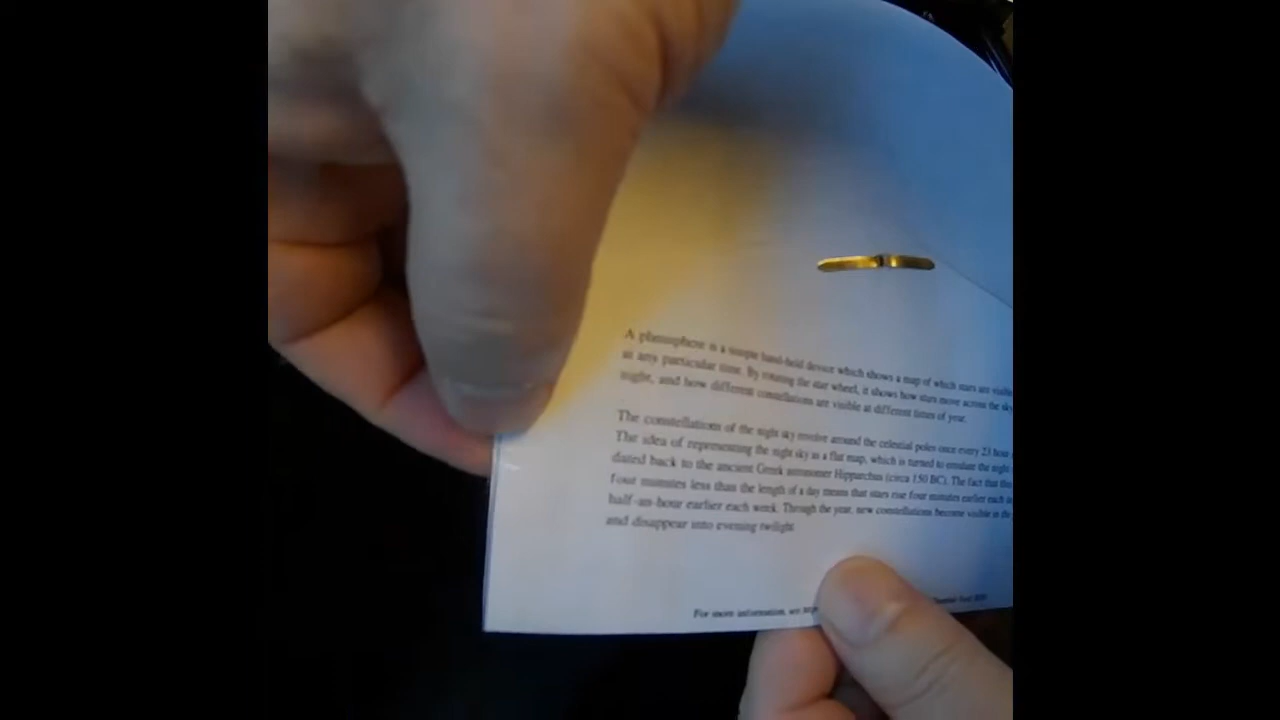 A planisphere is a simple hand-held device which shows a map of which stars are visible
at any particular time. By rotating the star wheel, it shows how stars move across the sky
night, and how different constellations are visible at different times of year.
The constellations of the night sky revolve around the celestial poles once every 23 hour
The idea of representing the night sky as a flat map, which is turned to emulate the night
dated back to the ancient Greek astronomer Hipparchus (circa 150 BC). The fact that this
four minutes less than the length of a day means that stars rise four minutes earlier each
half-an-hour earlier each week. Through the year, new constellations become visible in the
and disappear into evening twilight
For more information, see